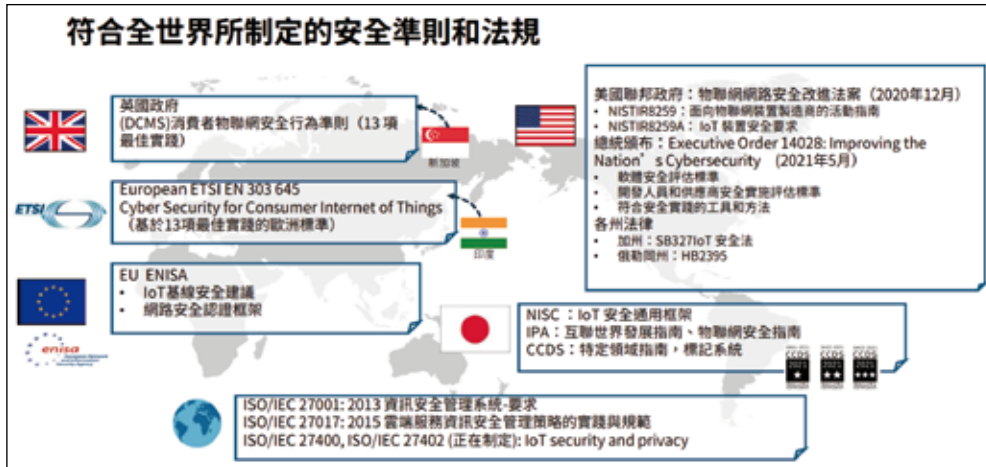 符合全世界所制定的安全準則和法規
英國政府
(DCMS)消費者物聯網安全行為準則（13 項
最佳實踐）
新加坡
European ETSI EN 303 645
Cyber Security for Consumer Internet of Things
（基於13項最佳實踐的歐洲標準）
ETSI
印度
EU ENISA
• IoT基線安全建議
• 網路安全認證框架
enisa
European Network
and Information
Security Agency
美國聯邦政府：物聯網網路安全改進法案（2020年12月）
• NISTIR8259：面向物聯網裝置製造商的活動指南
• NISTIR8259A： IoT 裝置安全要求
總統頒布：Executive Order 14028: Improving the
Nation's Cybersecurity （2021年5月）
• 軟體安全評估標準
• 開發人員和供應商安全實施評估標準
• 符合安全實踐的工具和方法
各州法律
• 加州：SB327IoT 安全法
• 俄勒岡州：HB2395
NISC ：IoT 安全通用框架
IPA：互聯世界發展指南、物聯網安全指南
CCDS：特定領域指南，標記系統
CCDS
2021
CCDS
2021
CCDS
2021
ISO/IEC 27001: 2013 資訊安全管理系統-要求
ISO/IEC 27017: 2015 雲端服務資訊安全管理策略的實踐與規範
ISO/IEC 27400, ISO/IEC 27402 (正在制定): IoT security and privacy